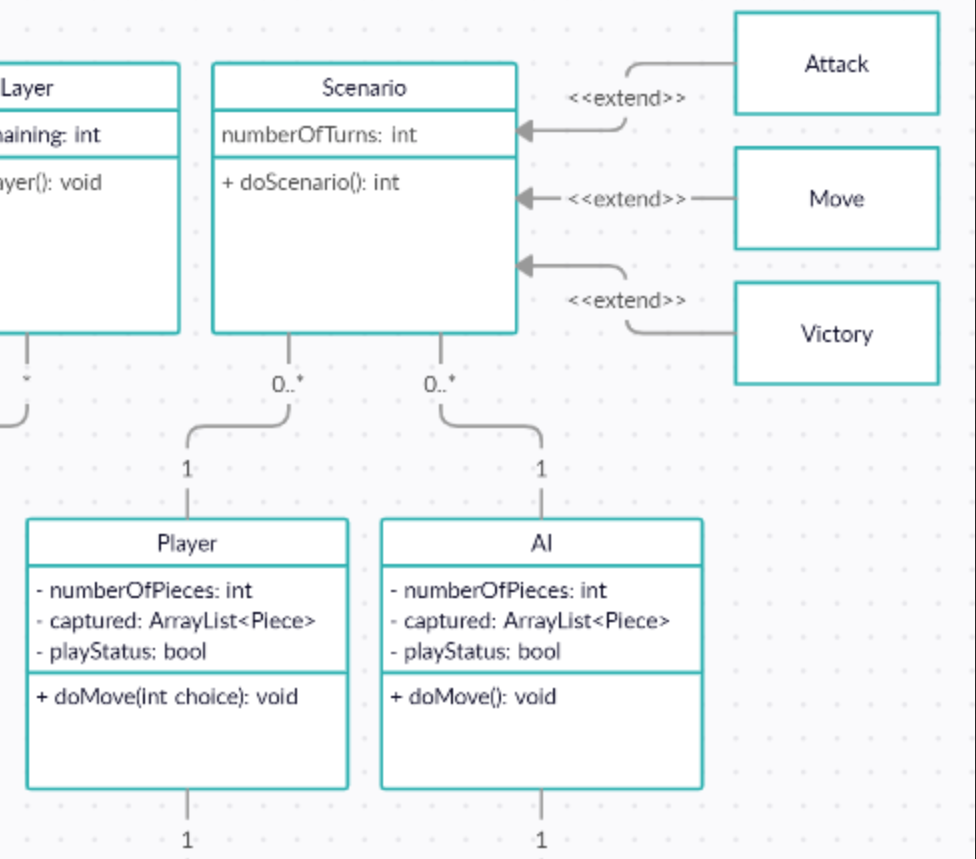 Layer
aining: int
ayer(): void
*
Scenario
numberOfTurns: int
+ doScenario(): int
<<extend>>
<<extend>>
<<extend>>
Attack
Move
Victory
0..*
0..*
1
1
Player
- numberOfPieces: int
- captured: ArrayList<Piece>
- playStatus: bool
+ doMove(int choice): void
AI
- numberOfPieces: int
- captured: ArrayList<Piece>
- playStatus: bool
+ doMove(): void
1
1